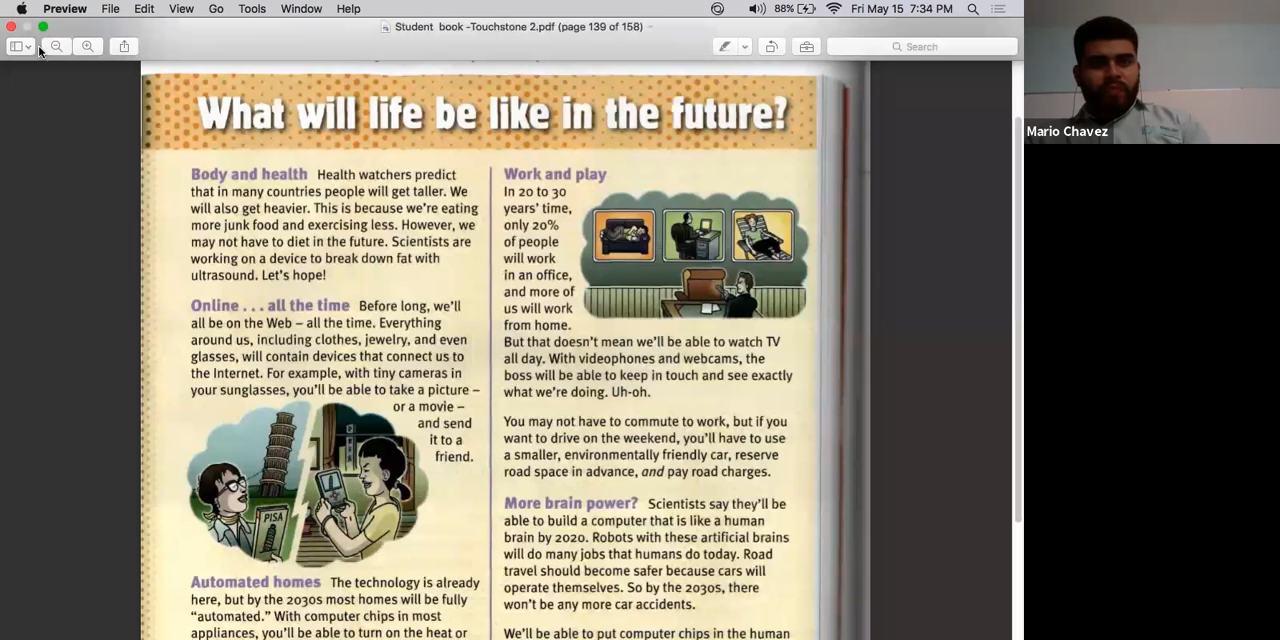 Preview File Edit View Go Tools Window Help 88% Fri May 15 7:34 PM
Student book -Touchstone 2.pdf (page 139 of 158)
Search
Mario Chavez
What will life be like in the future?
Body and health Health watchers predict
that in many countries people will get taller. We
will also get heavier. This is because we're eating
more junk food and exercising less. However, we
may not have to diet in the future. Scientists are
working on a device to break down fat with
ultrasound. Let's hope!
Online . . . all the time Before long, we'll
all be on the Web – all the time. Everything
around us, including clothes, jewelry, and even
glasses, will contain devices that connect us to
the Internet. For example, with tiny cameras in
your sunglasses, you'll be able to take a picture –
or a movie –
and send
it to a
friend.
PISA
Automated homes The technology is already
here, but by the 2030s most homes will be fully
"automated." With computer chips in most
appliances, you'll be able to turn on the heat or
Work and play
In 20 to 30
years' time,
only 20%
of people
will work
in an office,
and more of
us will work
from home.
But that doesn't mean we'll be able to watch TV
all day. With videophones and webcams, the
boss will be able to keep in touch and see exactly
what we're doing. Uh-oh.
You may not have to commute to work, but if you
want to drive on the weekend, you'll have to use
a smaller, environmentally friendly car, reserve
road space in advance, and pay road charges.
More brain power? Scientists say they'll be
able to build a computer that is like a human
brain by 2020. Robots with these artificial brains
will do many jobs that humans do today. Road
travel should become safer because cars will
operate themselves. So by the 2030s, there
won't be any more car accidents.
We'll be able to put computer chips in the human